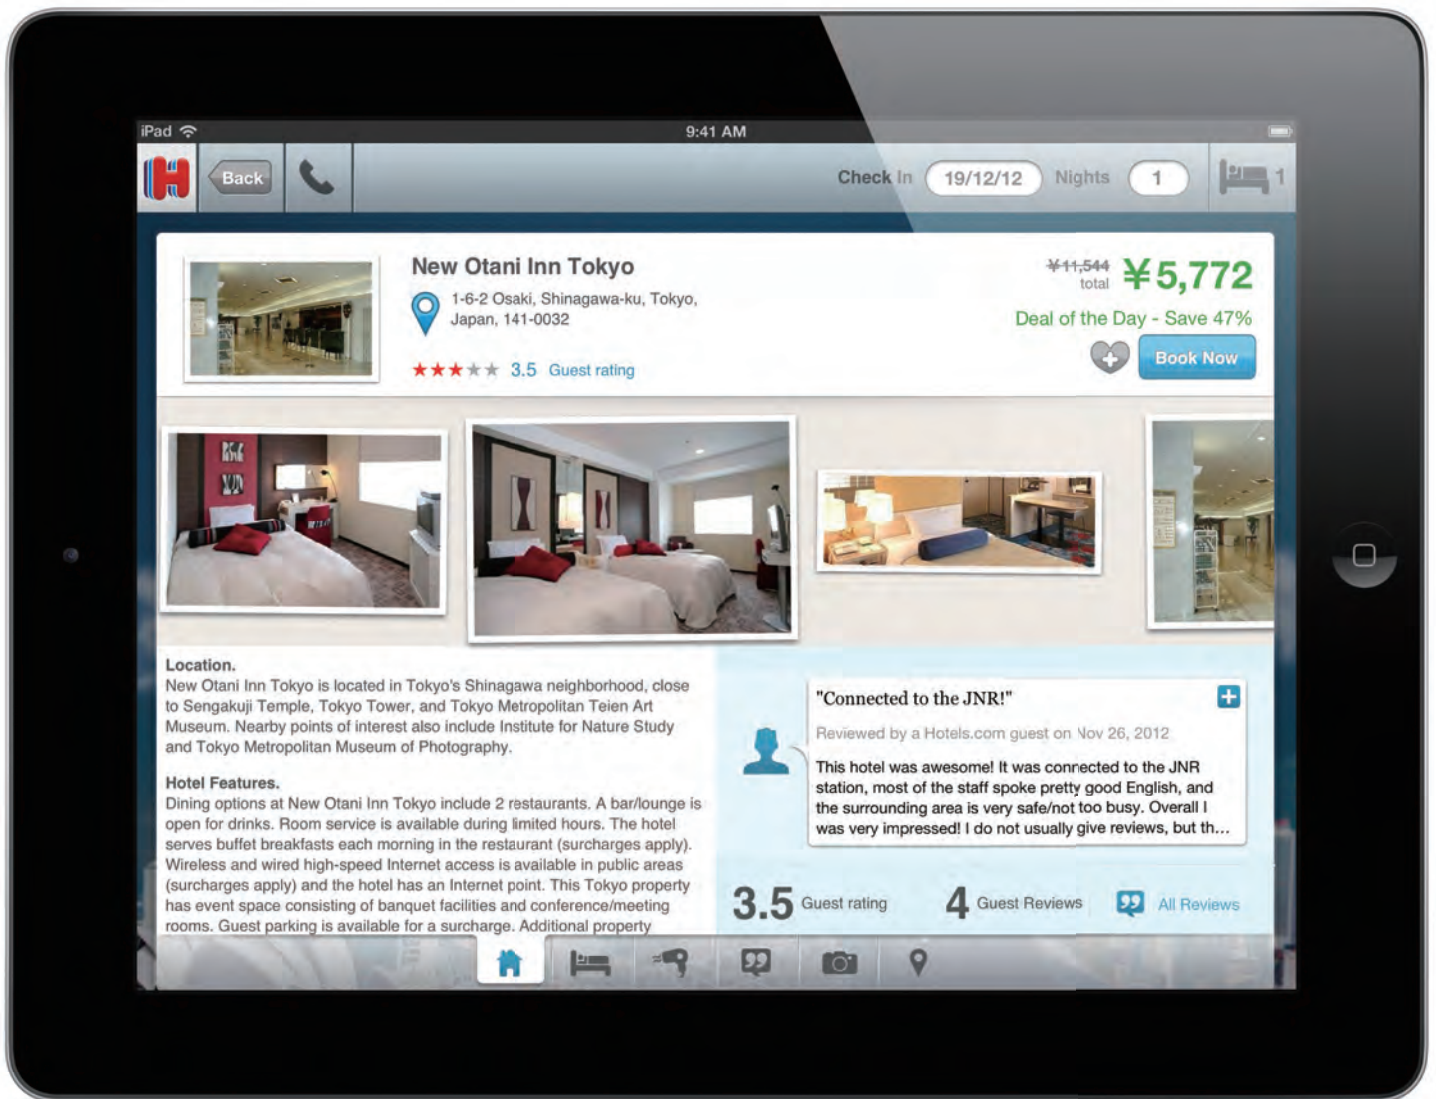 iPad
9:41 AM
H
Back
Check In
19/12/12
Nights
1
1
New Otani Inn Tokyo
1-6-2 Osaki, Shinagawa-ku, Tokyo,
Japan, 141-0032
3.5 Guest rating
¥11,544
total
¥5,772
Deal of the Day - Save 47%
Book Now
Location.
New Otani Inn Tokyo is located in Tokyo's Shinagawa neighborhood, close
to Sengakuji Temple, Tokyo Tower, and Tokyo Metropolitan Teien Art
Museum. Nearby points of interest also include Institute for Nature Study
and Tokyo Metropolitan Museum of Photography.
Hotel Features.
Dining options at New Otani Inn Tokyo include 2 restaurants. A bar/lounge is
open for drinks. Room service is available during limited hours. The hotel
serves buffet breakfasts each morning in the restaurant (surcharges apply).
Wireless and wired high-speed Internet access is available in public areas
(surcharges apply) and the hotel has an Internet point. This Tokyo property
has event space consisting of banquet facilities and conference/meeting
rooms. Guest parking is available for a surcharge. Additional property
"Connected to the JNR!"
Reviewed by a Hotels.com guest on Nov 26, 2012
This hotel was awesome! It was connected to the JNR
station, most of the staff spoke pretty good English, and
the surrounding area is very safe/not too busy. Overall I
was very impressed! I do not usually give reviews, but th...
3.5 Guest rating
4 Guest Reviews
All Reviews